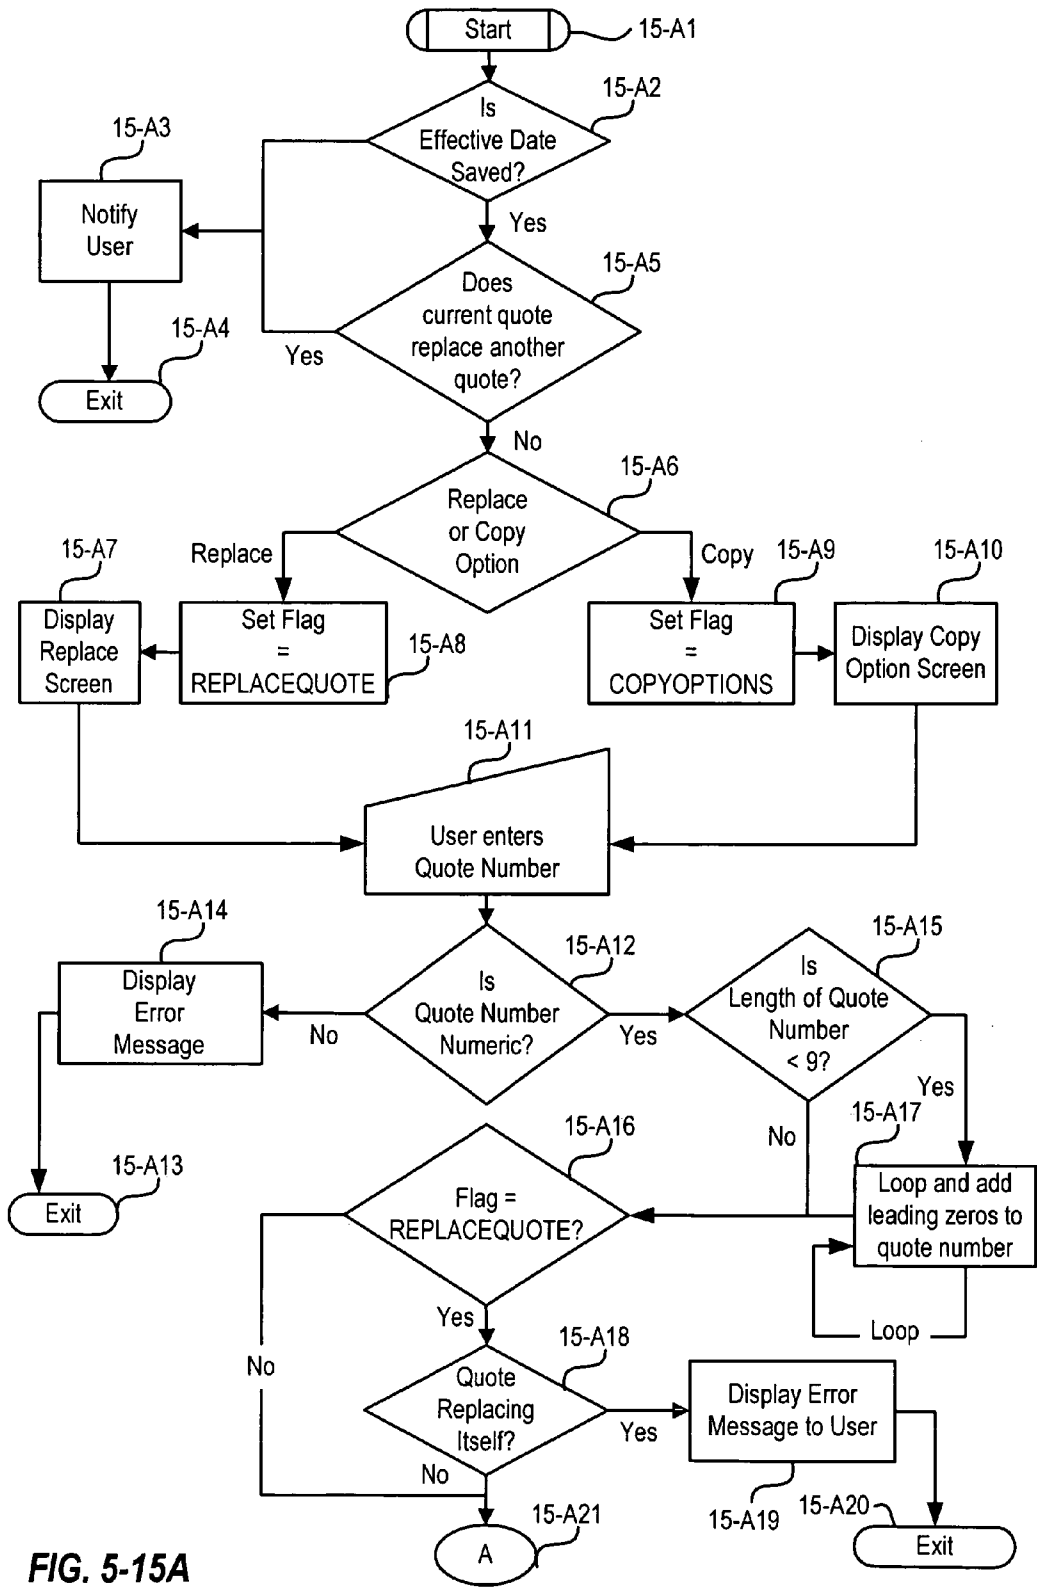 Start
15-A1
15-A2
Is
Effective Date
Saved?
15-A3
Notify
User
Yes
15-A5
Does
current quote
replace another
quote?
15-A4
Yes
Exit
No
15-A6
Replace
or Copy
Option
15-A7
Replace
Copy
15-A9
15-A10
Display
Replace
Screen
Set Flag
=
REPLACEQUOTE
15-A8
Set Flag
=
COPYOPTIONS
Display Copy
Option Screen
15-A11
User enters
Quote Number
15-A14
15-A12
15-A15
Display
Error
Message
No
Is
Quote Number
Numeric?
Yes
Is
Length of Quote
Number
< 9?
Yes
No
15-A17
15-A16
15-A13
Exit
Flag =
REPLACEQUOTE?
Loop and add
leading zeros to
quote number
Loop
Yes
No
15-A18
Quote
Replacing
Itself?
Yes
Display Error
Message to User
No
15-A19
15-A20
15-A21
A
Exit
FIG. 5-15A